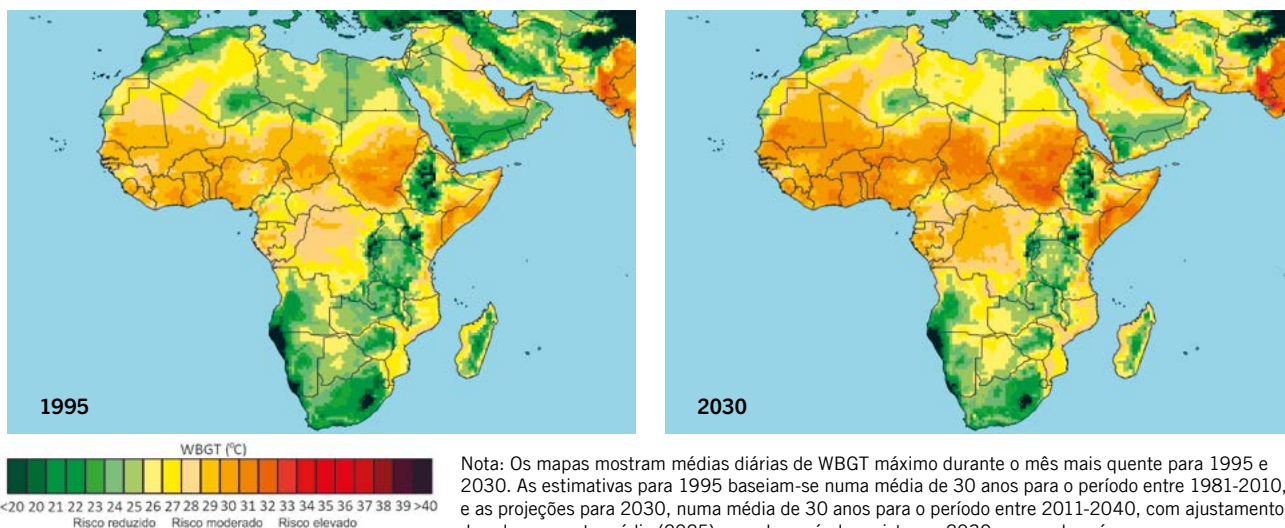 1995
2030
WBGT (°C)
<20 20 21 22 23 24 25 26 27 28 29 30 31 32 33 34 35 36 37 38 39 >40
Risco reduzido Risco moderado Risco elevado
Nota: Os mapas mostram médias diárias de WBGT máximo durante o mês mais quente para 1995 e
2030. As estimativas para 1995 baseiam-se numa média de 30 anos para o período entre 1981-2010,
e as projeções para 2030, numa média de 30 anos para o período entre 2011-2040, com ajustamento